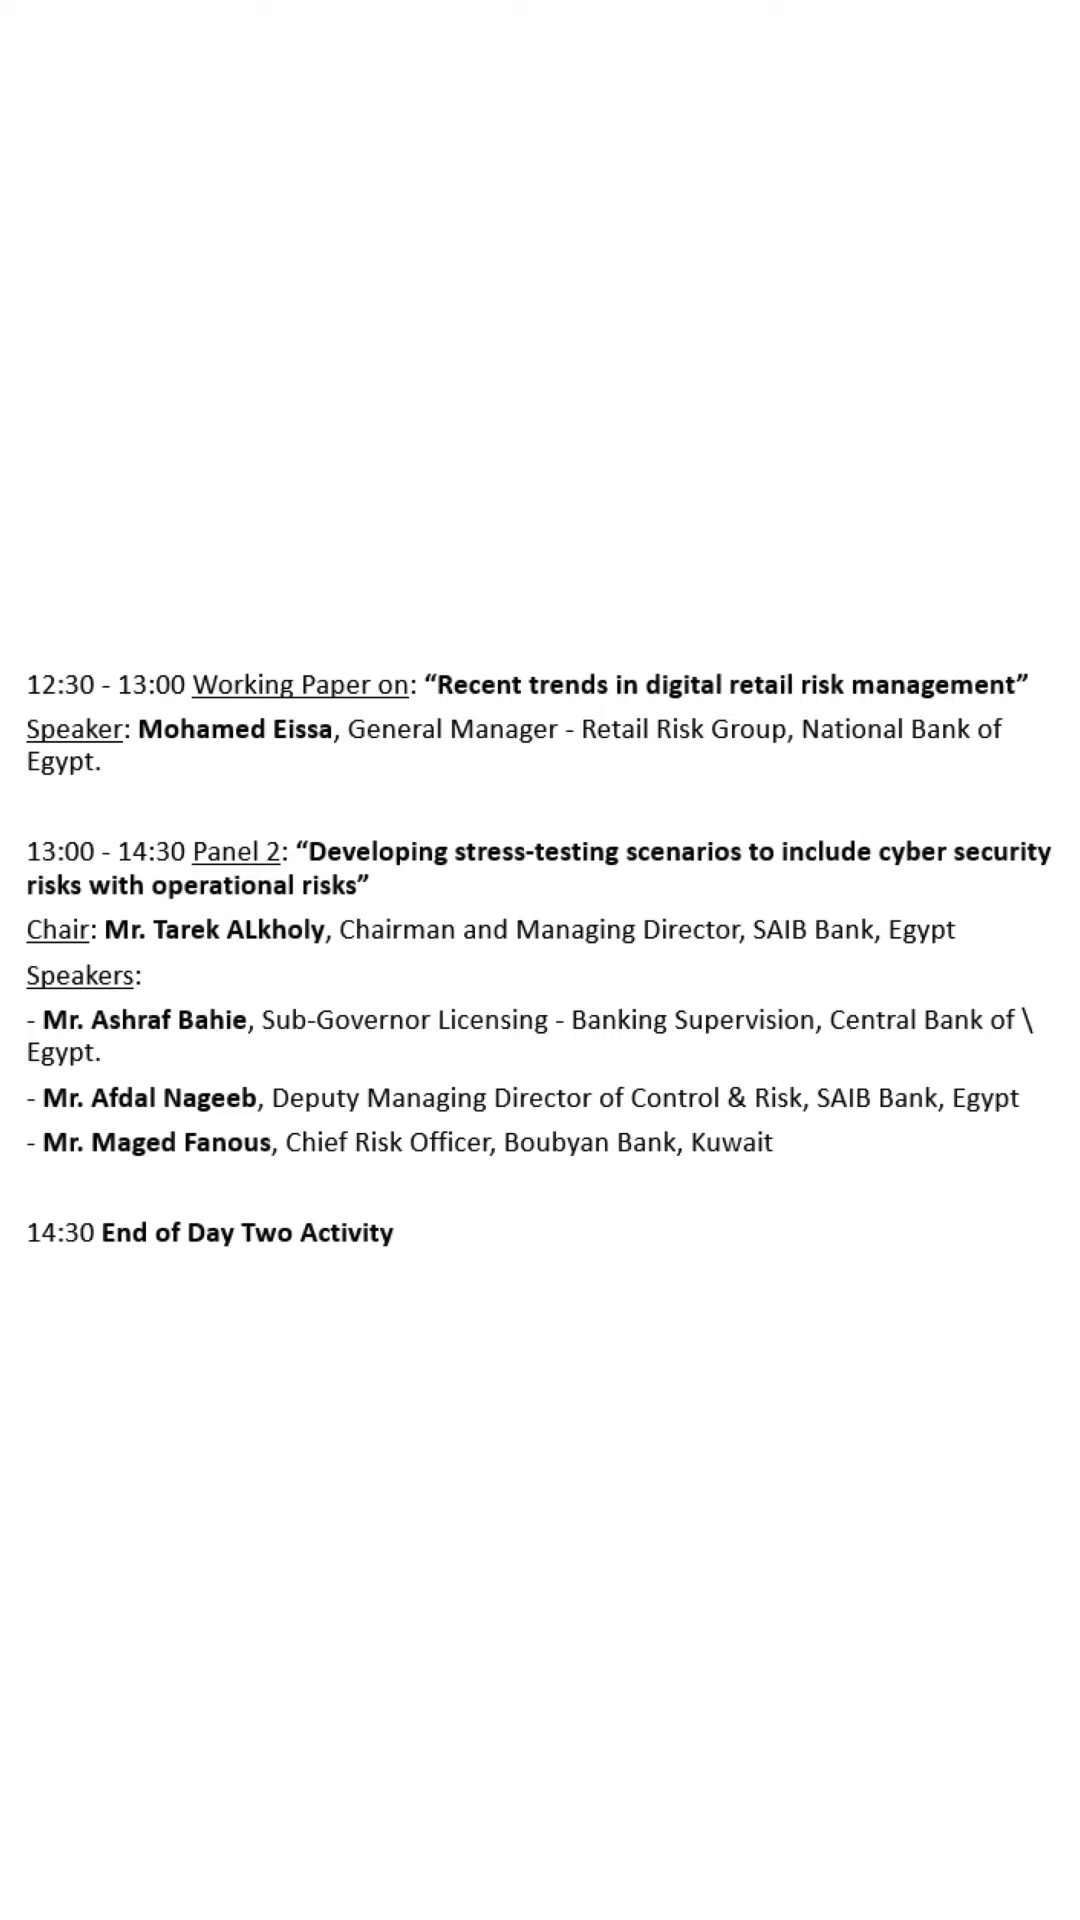 12:30 - 13:00 Working Paper on: “Recent trends in digital retail risk management”
Speaker: Mohamed Eissa, General Manager - Retail Risk Group, National Bank of
Egypt.
13:00 - 14:30 Panel 2: “Developing stress-testing scenarios to include cyber security
risks with operational risks”
Chair: Mr. Tarek ALkholy, Chairman and Managing Director, SAIB Bank, Egypt
Speakers:
- Mr. Ashraf Bahie, Sub-Governor Licensing - Banking Supervision, Central Bank of \
Egypt.
- Mr. Afdal Nageeb, Deputy Managing Director of Control & Risk, SAIB Bank, Egypt
- Mr. Maged Fanous, Chief Risk Officer, Boubyan Bank, Kuwait
14:30 End of Day Two Activity